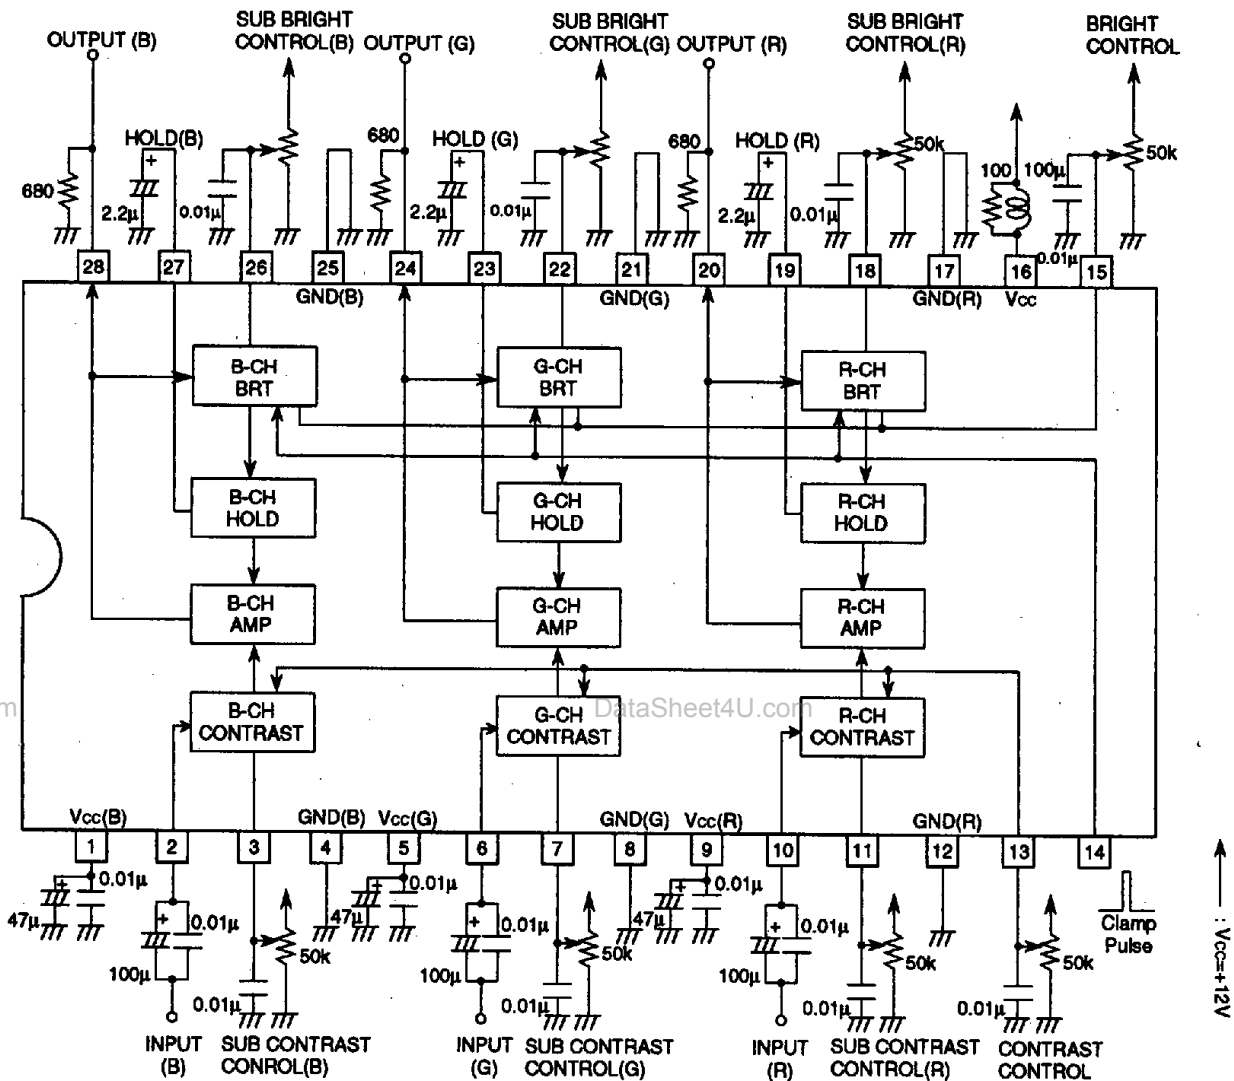 OUTPUT (B)
SUB BRIGHT
CONTROL(B)
OUTPUT (G)
SUB BRIGHT
CONTROL(G)
OUTPUT (R)
SUB BRIGHT
CONTROL(R)
BRIGHT
CONTROL
680
HOLD(B)
2.2μ
0.01μ
680
HOLD (G)
2.2μ
0.01μ
680
HOLD (R)
2.2μ
0.01μ
50k
100
100μ
0.01μ
50k
28
27
26
25
24
23
22
21
20
19
18
17
16
15
GND(B)
GND(G)
GND(R)
Vcc
B-CH
BRT
G-CH
BRT
R-CH
BRT
B-CH
HOLD
G-CH
HOLD
R-CH
HOLD
B-CH
AMP
G-CH
AMP
R-CH
AMP
B-CH
CONTRAST
G-CH
CONTRAST
R-CH
CONTRAST
m
DataSheet4U.com
Vcc(B)
GND(B)
Vcc(G)
GND(G)
Vcc(R)
GND(R)
1
2
3
4
5
6
7
8
9
10
11
12
13
14
47μ
0.01μ
0.01μ
100μ
50k
0.01μ
47μ
0.01μ
0.01μ
100μ
50k
0.01μ
47μ
0.01μ
0.01μ
100μ
50k
0.01μ
50k
0.01μ
Clamp
Pulse
: Vcc=+12V
INPUT
(B)
SUB CONTRAST
CONROL(B)
INPUT
(G)
SUB CONTRAST
CONTROL(G)
INPUT
(R)
SUB CONTRAST
CONTROL(R)
CONTRAST
CONTROL